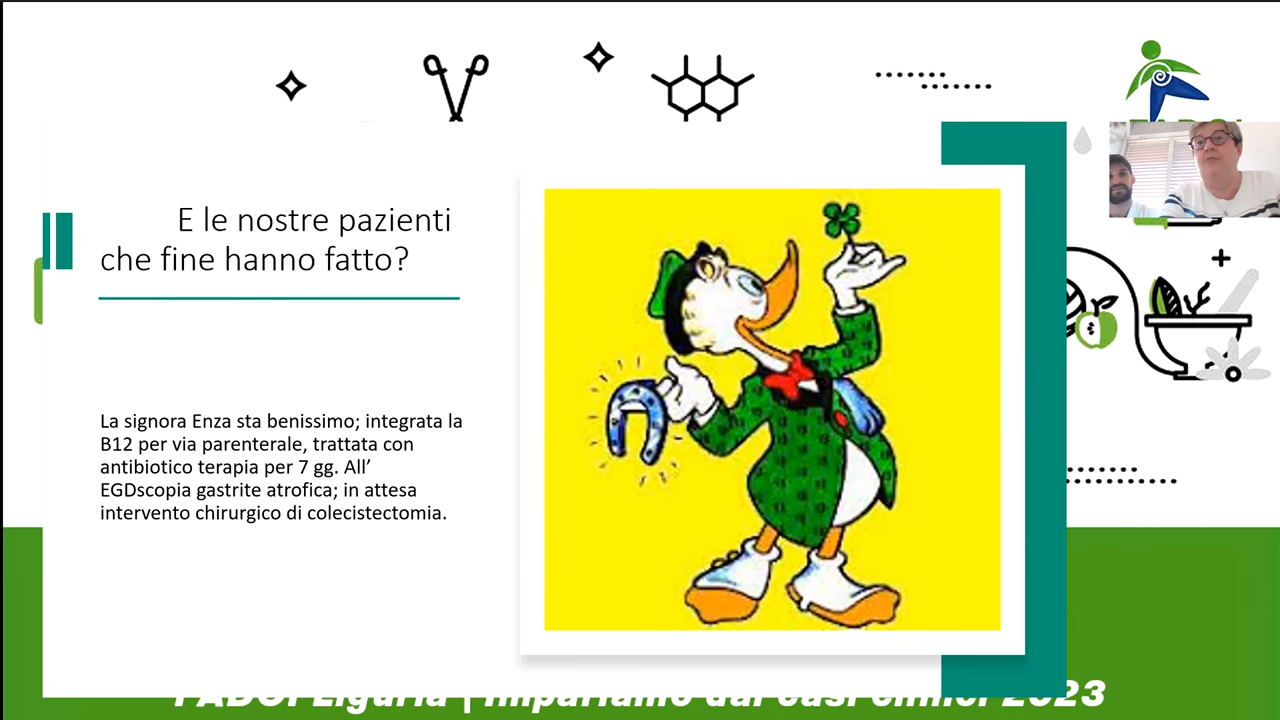 E le nostre pazienti
che fine hanno fatto?
La signora Enza sta benissimo; integrata la
B12 per via parenterale, trattata con
antibiotico terapia per 7 gg. All’
EGDscopia gastrite atrofica; in attesa
intervento chirurgico di colecistectomia.
FADOI Liguria | Impariamo dai casi clinici 2023